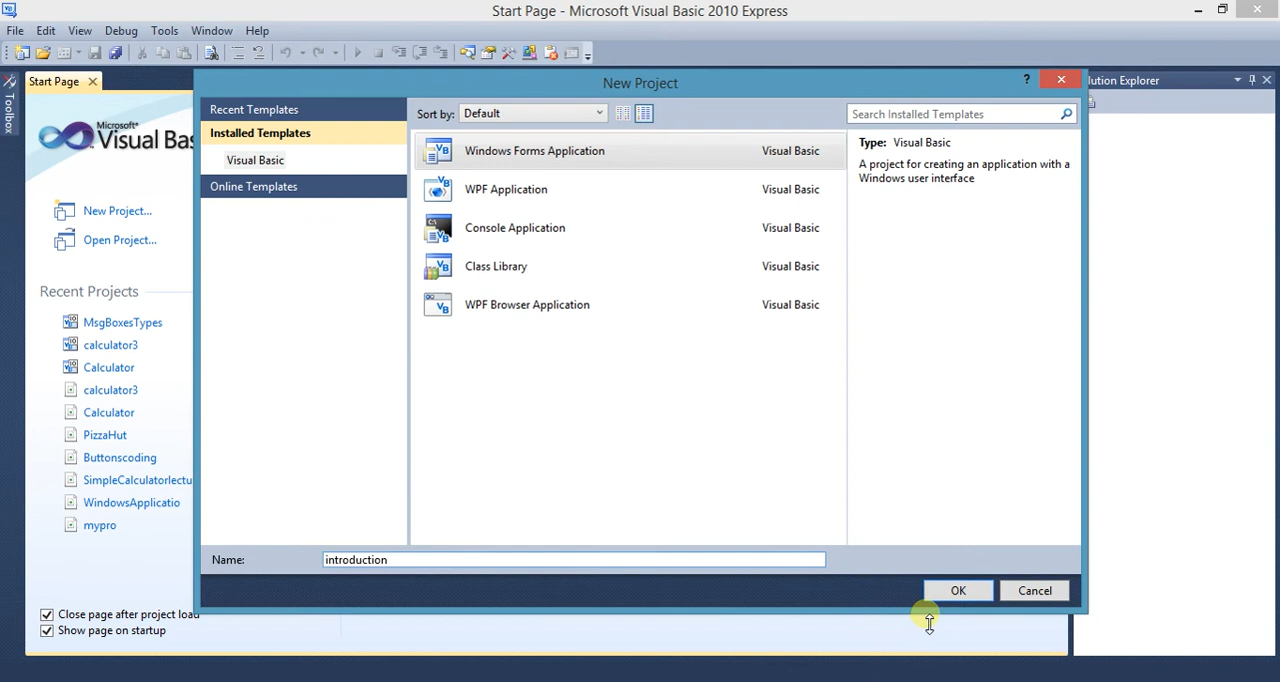 Start Page - Microsoft Visual Basic 2010 Express
File Edit View Debug Tools Window Help
Start Page
Toolbox
Microsoft®
Visual Bas
New Project...
Open Project...
Recent Projects
MsgBoxesTypes
calculator3
Calculator
calculator3
Calculator
PizzaHut
Buttonscoding
SimpleCalculatorlectu
WindowsApplicatio
mypro
Close page after project load
Show page on startup
New Project
Recent Templates
Installed Templates
Visual Basic
Online Templates
Sort by: Default
Windows Forms Application Visual Basic
WPF Application Visual Basic
Console Application Visual Basic
Class Library Visual Basic
WPF Browser Application Visual Basic
Search Installed Templates
Type: Visual Basic
A project for creating an application with a
Windows user interface
Name: introduction
OK Cancel
lution Explorer